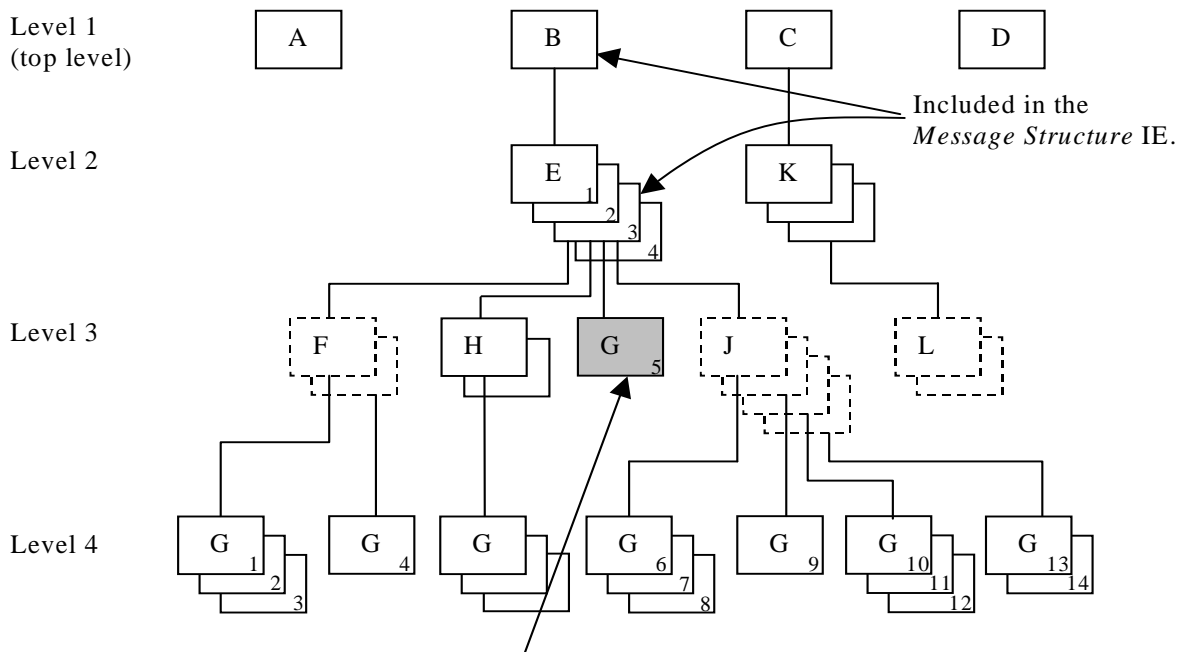 Level 1
(top level)
A
B
C
D
Included in the
Message Structure IE.
Level 2
E
1
2
3
4
K
Level 3
F
H
G
5
J
L
Level 4
G
1
2
3
G
4
G
G
6
7
8
G
9
G
10
11
12
G
13
14